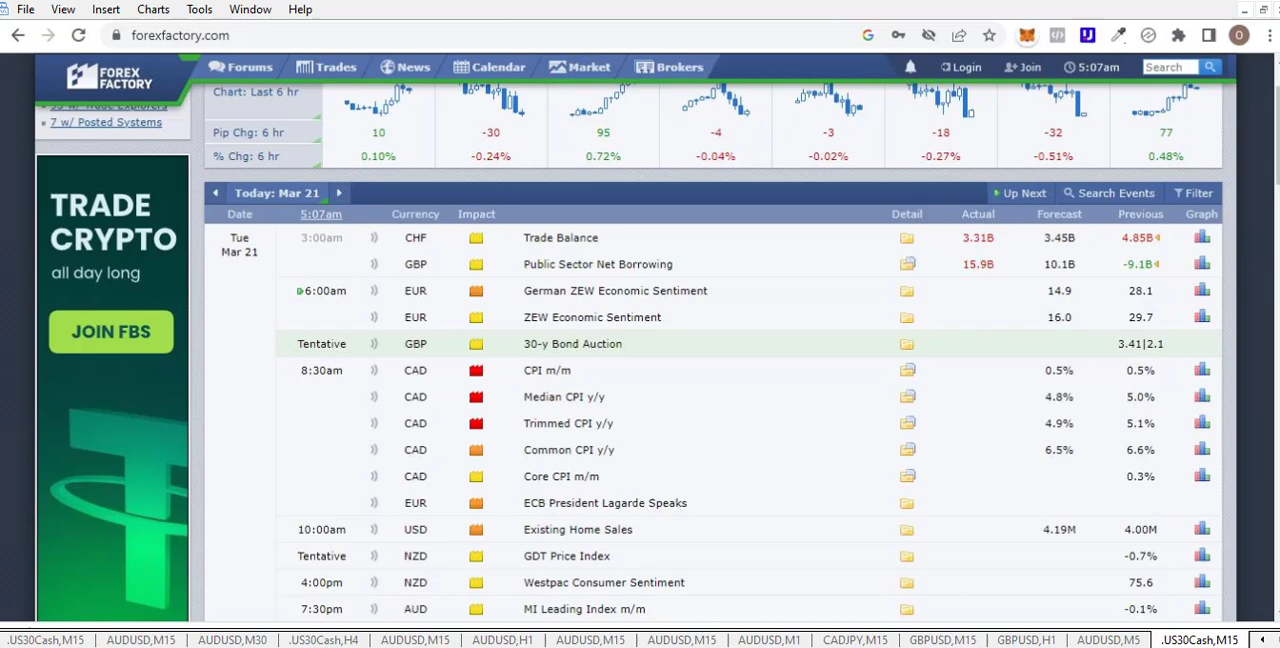 File View Insert Charts Tools Window Help
forexfactory.com
FOREX FACTORY Forums Trades News Calendar Market Brokers Login Join 5:07am Search
7 w/ Posted Systems
Chart: Last 6 hr
Pip Chg: 6 hr 10 -30 95 -4 -3 -18 -32 77
% Chg: 6 hr 0.10% -0.24% 0.72% -0.04% -0.02% -0.27% -0.51% 0.48%
TRADE
CRYPTO
all day long
JOIN FBS
Today: Mar 21 Up Next Search Events Filter
Date 5:07am Currency Impact Detail Actual Forecast Previous Graph
Tue 3:00am CHF Trade Balance 3.31B 3.45B 4.85B
Mar 21
GBP Public Sector Net Borrowing 15.9B 10.1B -9.1B
6:00am EUR German ZEW Economic Sentiment 14.9 28.1
EUR ZEW Economic Sentiment 16.0 29.7
Tentative GBP 30-y Bond Auction 3.41|2.1
8:30am CAD CPI m/m 0.5% 0.5%
CAD Median CPI y/y 4.8% 5.0%
CAD Trimmed CPI y/y 4.9% 5.1%
CAD Common CPI y/y 6.5% 6.6%
CAD Core CPI m/m 0.3%
EUR ECB President Lagarde Speaks
10:00am USD Existing Home Sales 4.19M 4.00M
Tentative NZD GDT Price Index -0.7%
4:00pm NZD Westpac Consumer Sentiment 75.6
7:30pm AUD MI Leading Index m/m -0.1%
.US30Cash,M15 AUDUSD,M15 AUDUSD,M30 .US30Cash,H4 AUDUSD,M15 AUDUSD,H1 AUDUSD,M15 AUDUSD,M15 AUDUSD,M1 CADJPY,M15 GBPUSD,M15 GBPUSD,H1 AUDUSD,M5 .US30Cash,M15